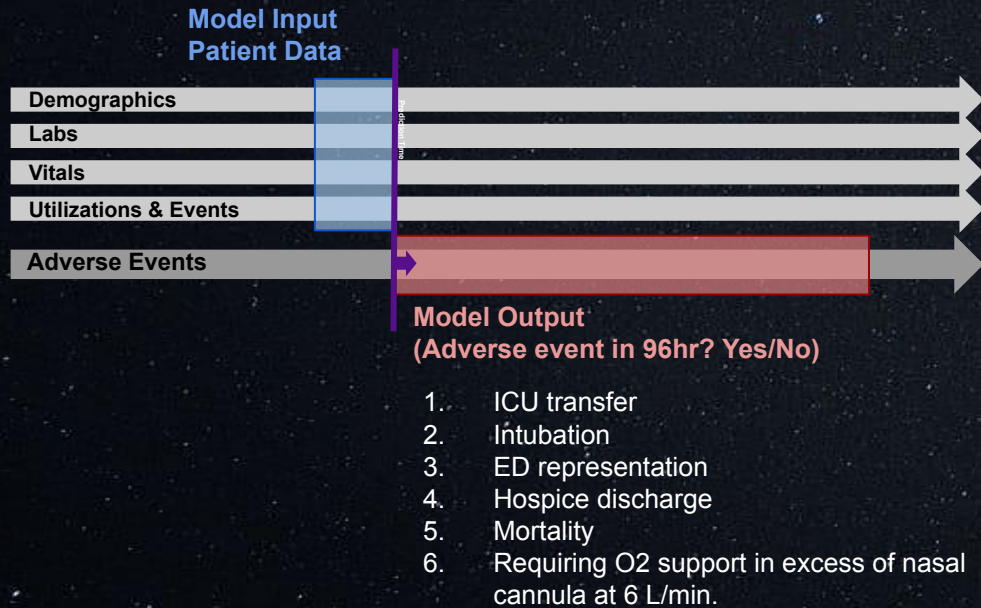 Model Input
Patient Data
Demographics
Labs
Vitals
Utilizations & Events
Adverse Events
Prediction Time
Model Output
(Adverse event in 96hr? Yes/No)
1. ICU transfer
2. Intubation
3. ED representation
4. Hospice discharge
5. Mortality
6. Requiring O2 support in excess of nasal
cannula at 6 L/min.